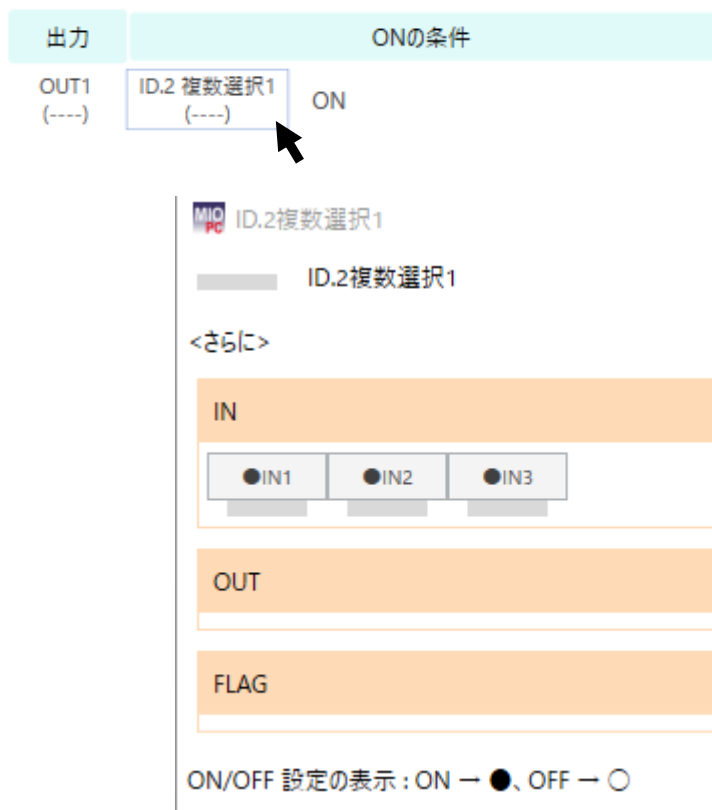 出力 ONの条件
OUT1 ID.2 複数選択1 ON
(----) (----)
MIO PC ID.2複数選択1
ID.2複数選択1
<さらに>
IN
●IN1 ●IN2 ●IN3
OUT
FLAG
ON/OFF 設定の表示 : ON → ●、OFF → ○